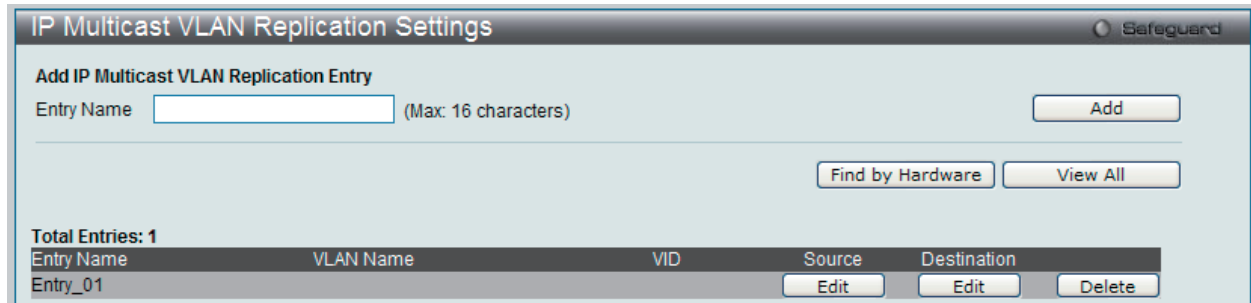 IP Multicast VLAN Replication Settings
Safeguard
Add IP Multicast VLAN Replication Entry
Entry Name (Max: 16 characters) Add
Find by Hardware View All
Total Entries: 1
Entry Name VLAN Name VID Source Destination
Entry_01 Edit Edit Delete